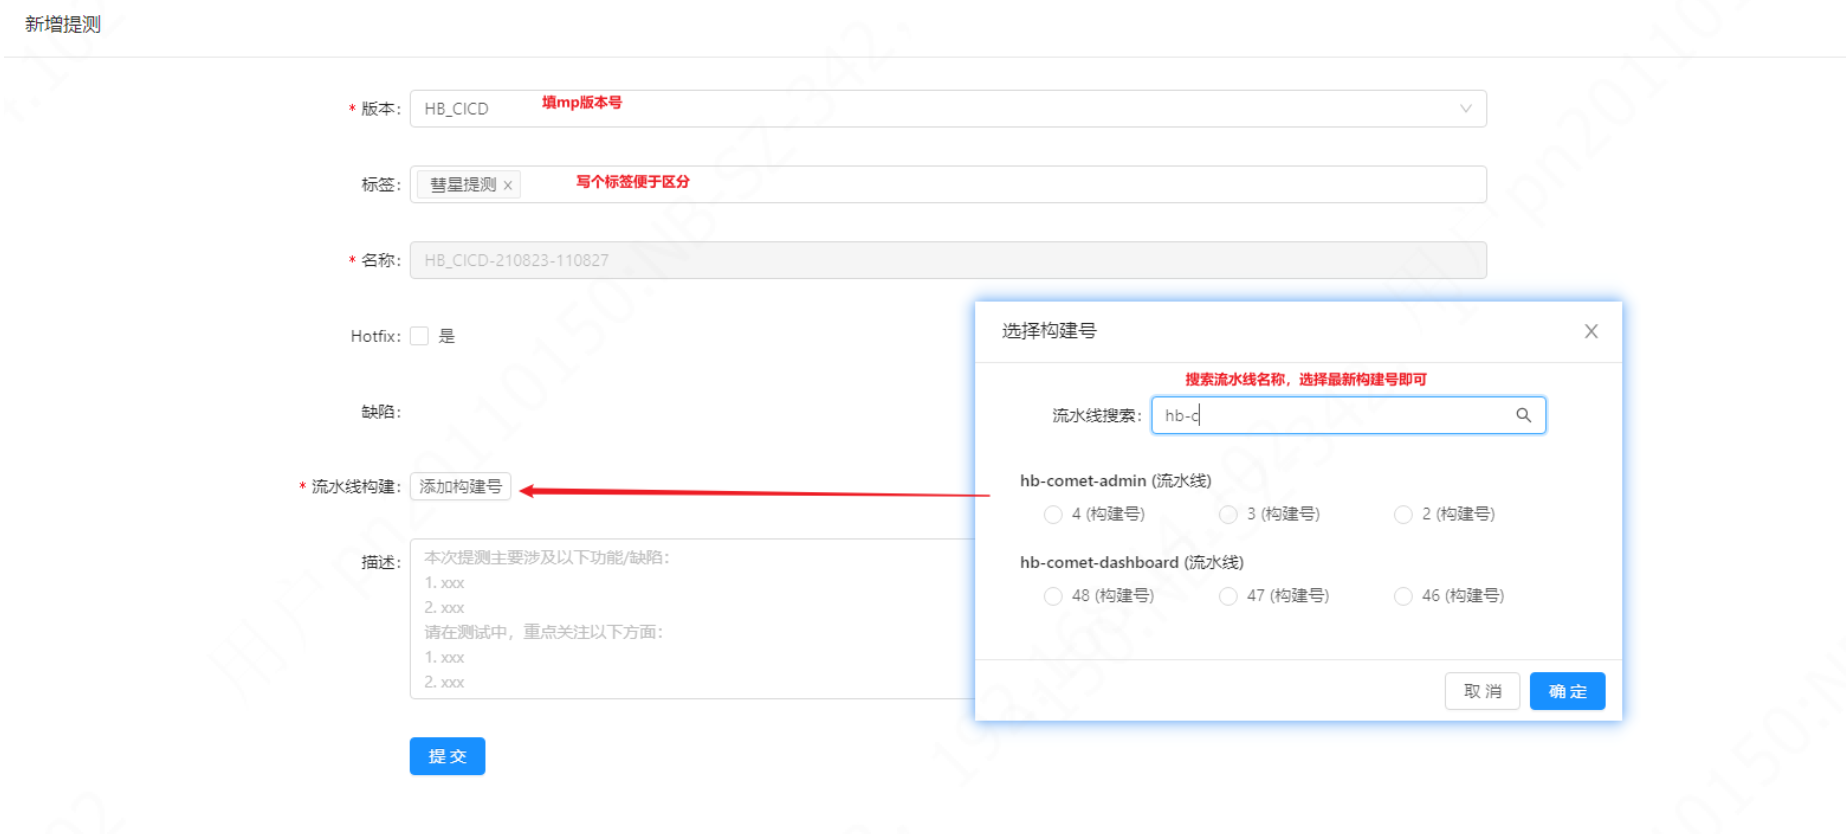 新增提测
* 版本: HB_CICD 填mp版本号
标签: 彗星提测 × 写个标签便于区分
* 名称: HB_CICD-210823-110827
Hotfix: 是
缺陷:
* 流水线构建: 添加构建号
描述: 本次提测主要涉及以下功能/缺陷:
1. xxx
2. xxx
请在测试中，重点关注以下方面:
1. xxx
2. xxx
提 交
选择构建号
搜索流水线名称，选择最新构建号即可
流水线搜索: hb-c
hb-comet-admin (流水线)
4 (构建号) 3 (构建号) 2 (构建号)
hb-comet-dashboard (流水线)
48 (构建号) 47 (构建号) 46 (构建号)
取 消 确 定